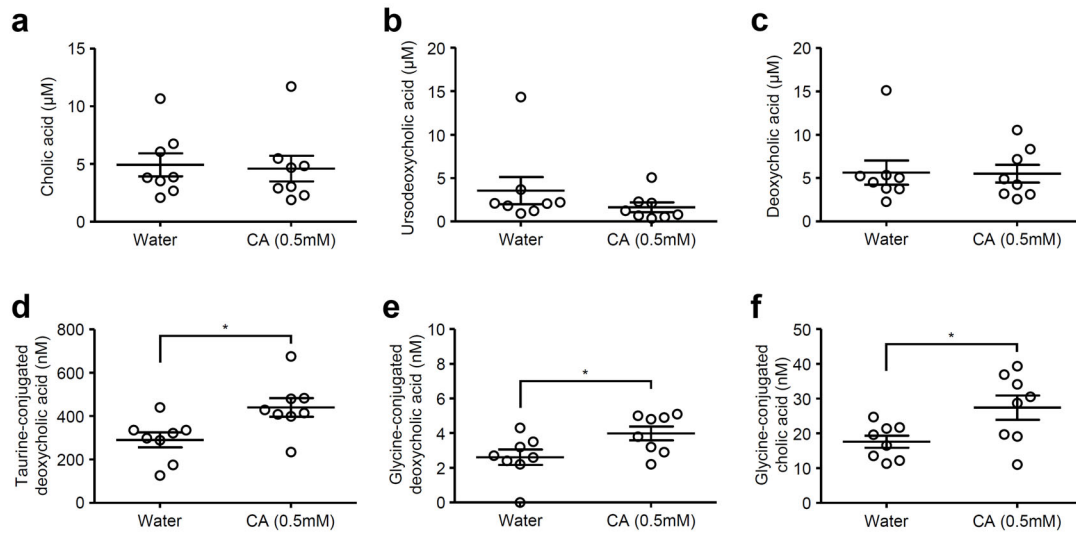 a
Cholic acid (µM)
15
10
5
0
Water
CA (0.5mM)
b
Ursodeoxycholic acid (µM)
20
15
10
5
0
Water
CA (0.5mM)
c
Deoxycholic acid (µM)
20
15
10
5
0
Water
CA (0.5mM)
d
Taurine-conjugated
deoxycholic acid (nM)
800
600
400
200
0
*
Water
CA (0.5mM)
e
Glycine-conjugated
deoxycholic acid (nM)
10
8
6
4
2
0
*
Water
CA (0.5mM)
f
Glycine-conjugated
cholic acid (nM)
50
40
30
20
10
0
*
Water
CA (0.5mM)